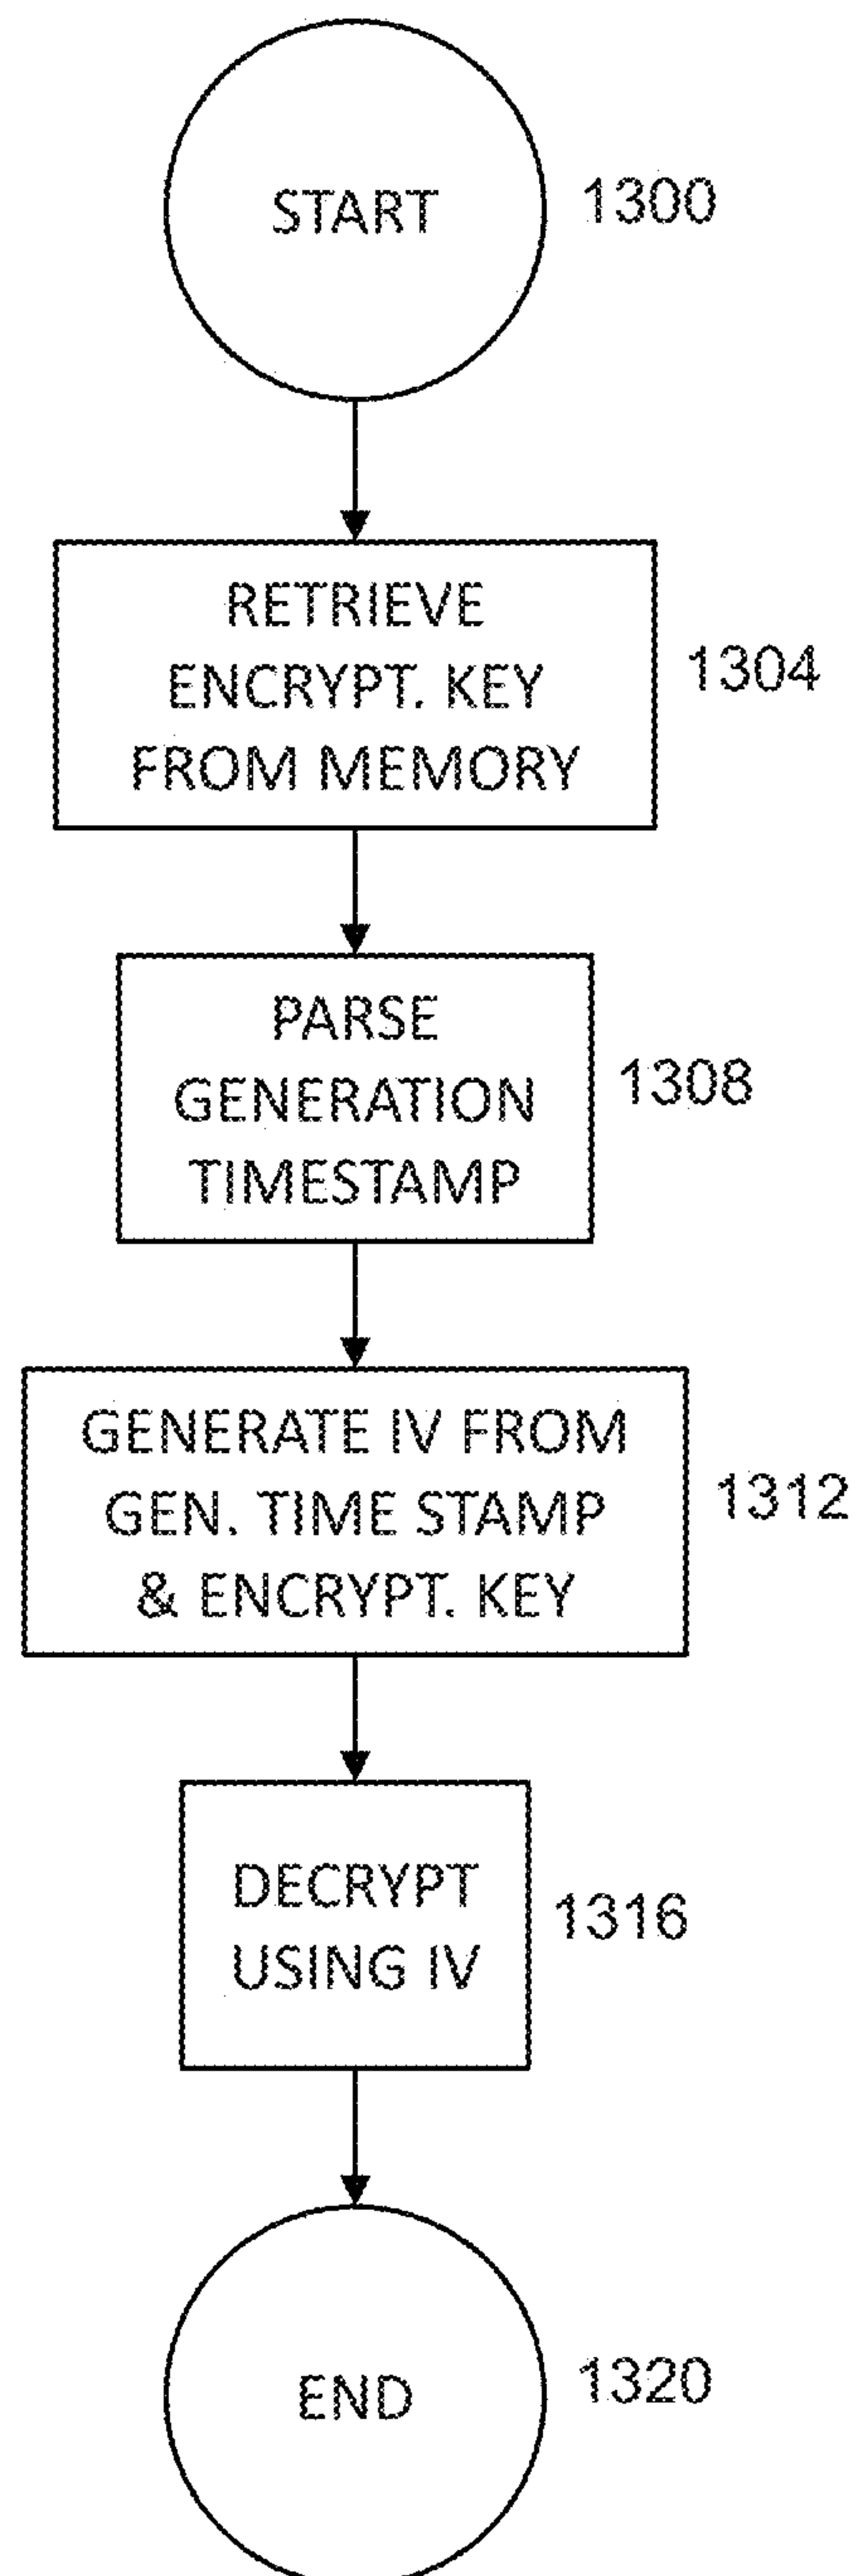 START
1300
RETRIEVE
ENCRYPT. KEY
FROM MEMORY
1304
PARSE
GENERATION
TIMESTAMP
1308
GENERATE IV FROM
GEN. TIME STAMP
& ENCRYPT. KEY
1312
DECRYPT
USING IV
1316
END
1320